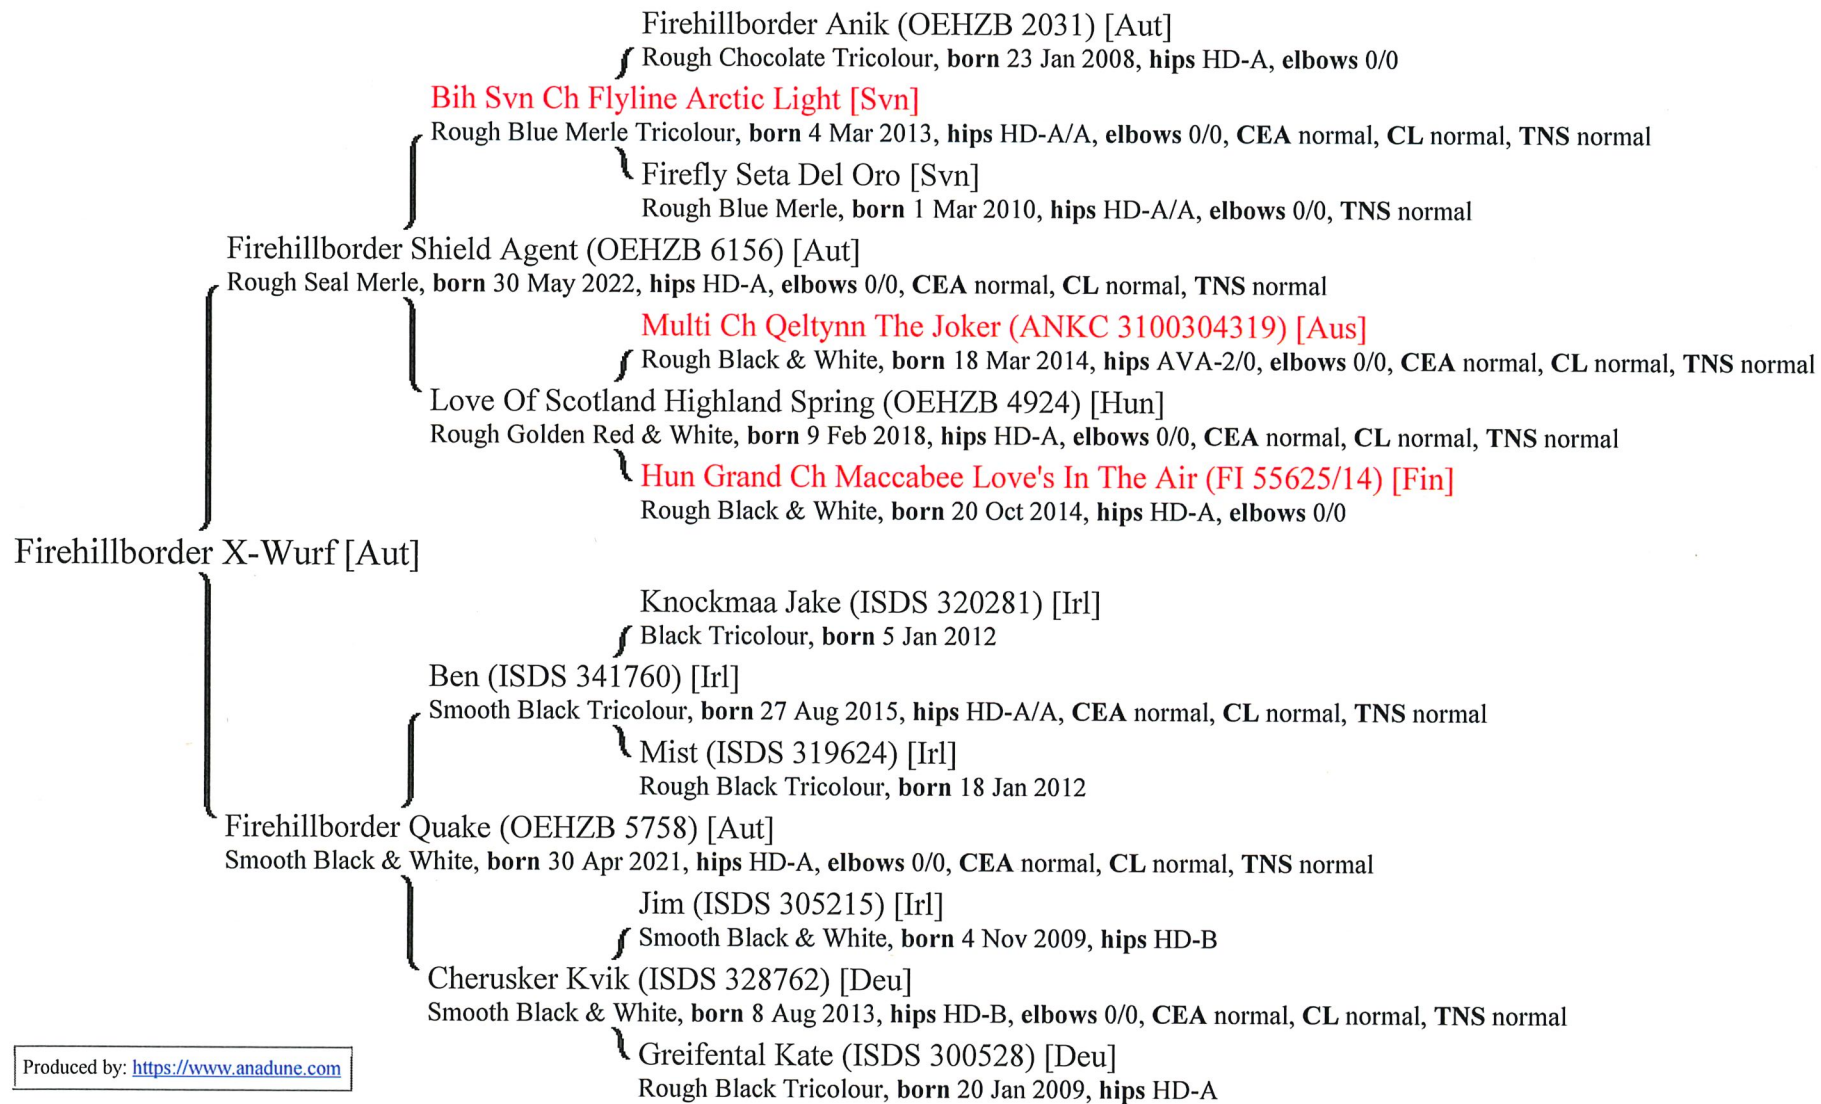 Firehillborder Anik (OEHZB 2031) [Aut]
Rough Chocolate Tricolour, born 23 Jan 2008, hips HD-A, elbows 0/0
Bih Svn Ch Flyline Arctic Light [Svn]
Rough Blue Merle Tricolour, born 4 Mar 2013, hips HD-A/A, elbows 0/0, CEA normal, CL normal, TNS normal
Firefly Seta Del Oro [Svn]
Rough Blue Merle, born 1 Mar 2010, hips HD-A/A, elbows 0/0, TNS normal
Firehillborder Shield Agent (OEHZB 6156) [Aut]
Rough Seal Merle, born 30 May 2022, hips HD-A, elbows 0/0, CEA normal, CL normal, TNS normal
Multi Ch Qeltynn The Joker (ANKC 3100304319) [Aus]
Rough Black & White, born 18 Mar 2014, hips AVA-2/0, elbows 0/0, CEA normal, CL normal, TNS normal
Love Of Scotland Highland Spring (OEHZB 4924) [Hun]
Rough Golden Red & White, born 9 Feb 2018, hips HD-A, elbows 0/0, CEA normal, CL normal, TNS normal
Hun Grand Ch Maccabee Love's In The Air (FI 55625/14) [Fin]
Rough Black & White, born 20 Oct 2014, hips HD-A, elbows 0/0
Firehillborder X-Wurf [Aut]
Knockmaa Jake (ISDS 320281) [Irl]
Black Tricolour, born 5 Jan 2012
Ben (ISDS 341760) [Irl]
Smooth Black Tricolour, born 27 Aug 2015, hips HD-A/A, CEA normal, CL normal, TNS normal
Mist (ISDS 319624) [Irl]
Rough Black Tricolour, born 18 Jan 2012
Firehillborder Quake (OEHZB 5758) [Aut]
Smooth Black & White, born 30 Apr 2021, hips HD-A, elbows 0/0, CEA normal, CL normal, TNS normal
Jim (ISDS 305215) [Irl]
Smooth Black & White, born 4 Nov 2009, hips HD-B
Cherusker Kvik (ISDS 328762) [Deu]
Smooth Black & White, born 8 Aug 2013, hips HD-B, elbows 0/0, CEA normal, CL normal, TNS normal
Greifental Kate (ISDS 300528) [Deu]
Rough Black Tricolour, born 20 Jan 2009, hips HD-A
Produced by: https://www.anadune.com